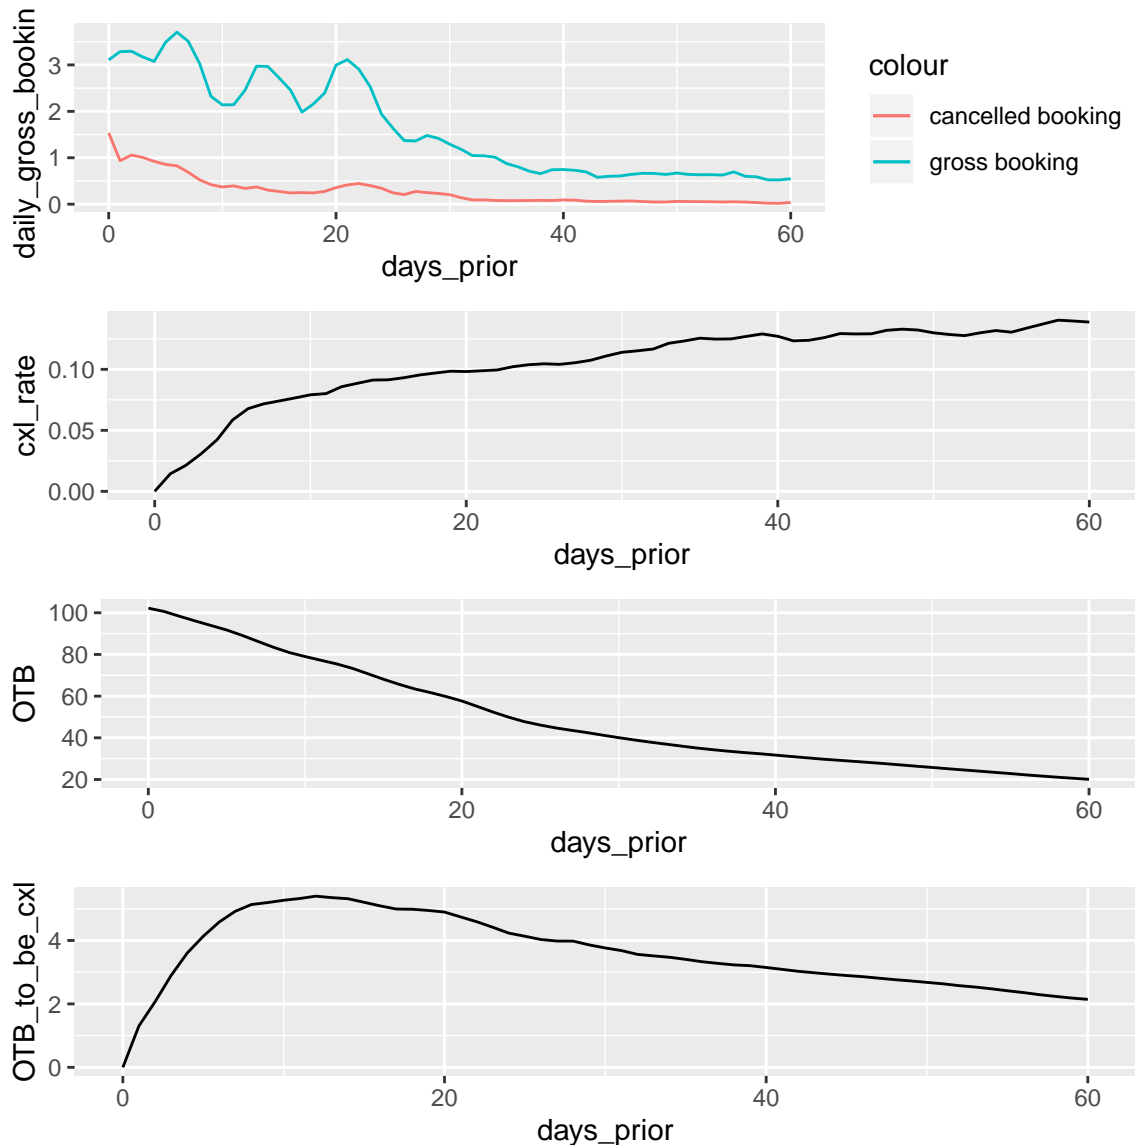 daily_gross_bookin
3
2
1
0
0
20
40
60
days_prior
colour
cancelled booking
gross booking
cxl_rate
0.10
0.05
0.00
0
20
40
60
days_prior
OTB
100
80
60
40
20
0
20
40
60
days_prior
OTB_to_be_cxl
4
2
0
0
20
40
60
days_prior